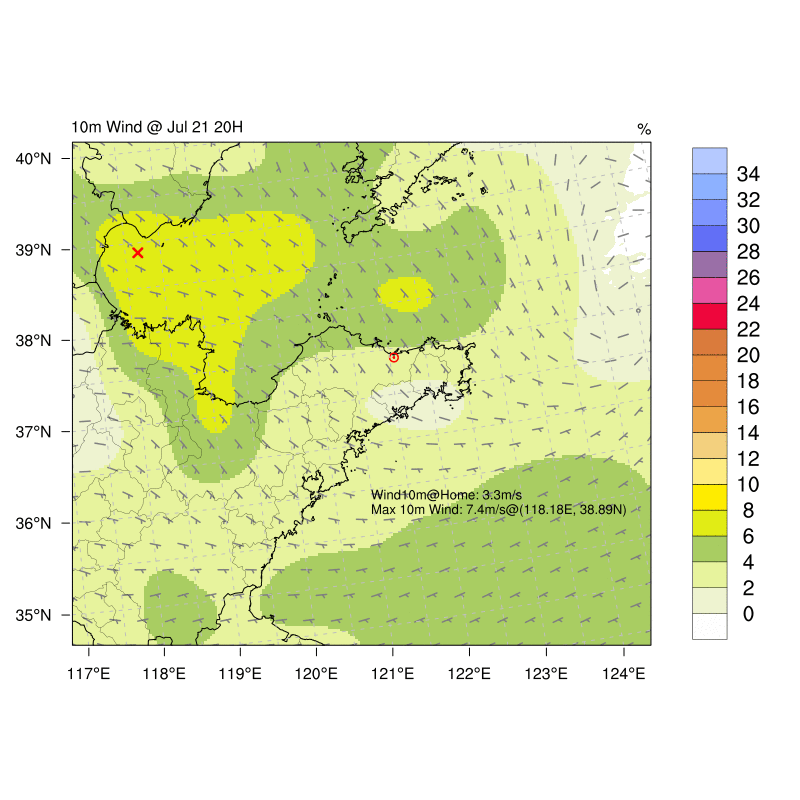 10m Wind @ Jul 21 20H
%
40°N
39°N
38°N
37°N
36°N
35°N
Wind10m@Home: 3.3m/s
Max 10m Wind: 7.4m/s@(118.18E, 38.89N)
117°E 118°E 119°E 120°E 121°E 122°E 123°E 124°E
34
32
30
28
26
24
22
20
18
16
14
12
10
8
6
4
2
0